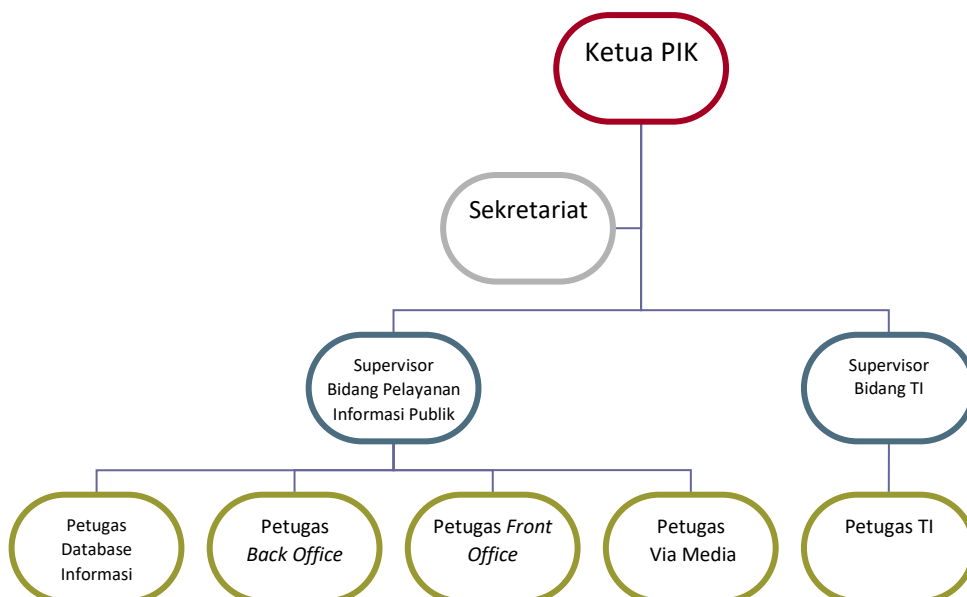 Ketua PIK
Sekretariat
Supervisor
Bidang Pelayanan
Informasi Publik
Supervisor
Bidang TI
Petugas
Database
Informasi
Petugas
Back Office
Petugas Front
Office
Petugas
Via Media
Petugas TI